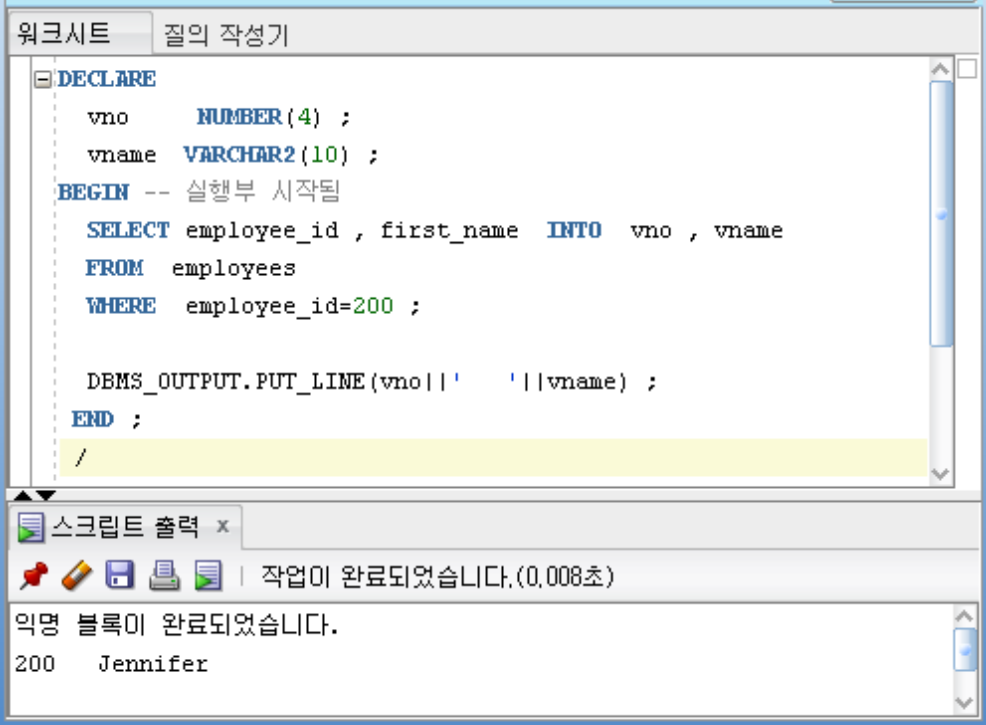 워크시트 질의 작성기
DECLARE
vno NUMBER(4) ;
vname VARCHAR2(10) ;
BEGIN -- 실행부 시작됨
SELECT employee_id , first_name INTO vno , vname
FROM employees
WHERE employee_id=200 ;
DBMS_OUTPUT.PUT_LINE(vno||'   '||vname) ;
END ;
/
스크립트 출력 x
작업이 완료되었습니다.(0,008초)
익명 블록이 완료되었습니다.
200   Jennifer